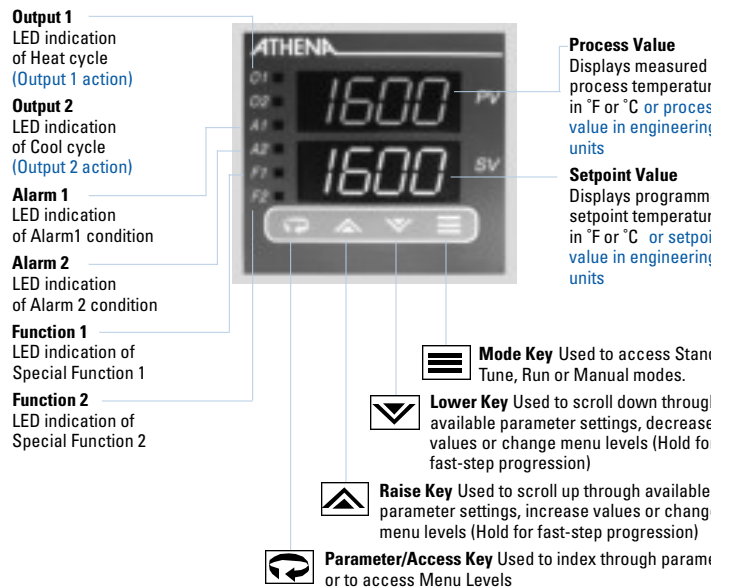 Output 1
LED indication
of Heat cycle
(Output 1 action)
Output 2
LED indication
of Cool cycle
(Output 2 action)
Alarm 1
LED indication
of Alarm1 condition
Alarm 2
LED indication
of Alarm 2 condition
Function 1
LED indication of
Special Function 1
Function 2
LED indication of
Special Function 2
ATHENA
O1
O2
A1
A2
F1
F2
1600
PV
1600
SV
Process Value
Displays measured
process temperatur
in ˚F or ˚C or proces
value in engineering
units
Setpoint Value
Displays programm
setpoint temperatur
in ˚F or ˚C or setpoi
value in engineering
units
Mode Key Used to access Stand
Tune, Run or Manual modes.
Lower Key Used to scroll down through
available parameter settings, decrease
values or change menu levels (Hold for
fast-step progression)
Raise Key Used to scroll up through available
parameter settings, increase values or chang
menu levels (Hold for fast-step progression)
Parameter/Access Key Used to index through parame
or to access Menu Levels